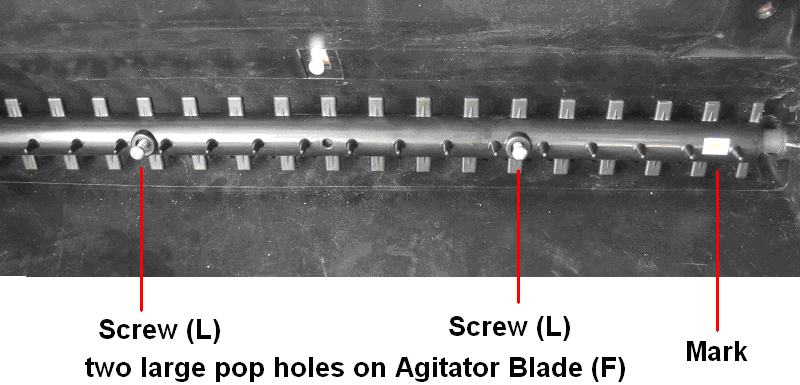 Screw (L)
Screw (L)
Mark
two large pop holes on Agitator Blade (F)